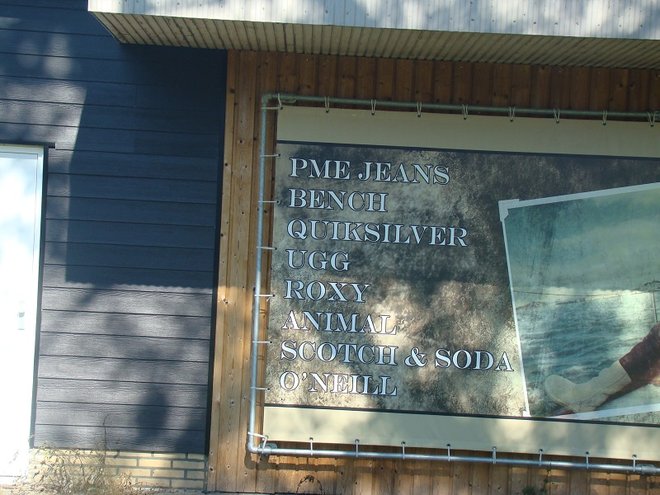 PME JEANS
BENCH
QUIKSILVER
UGG
ROXY
ANIMAL
SCOTCH & SODA
O'NEILL